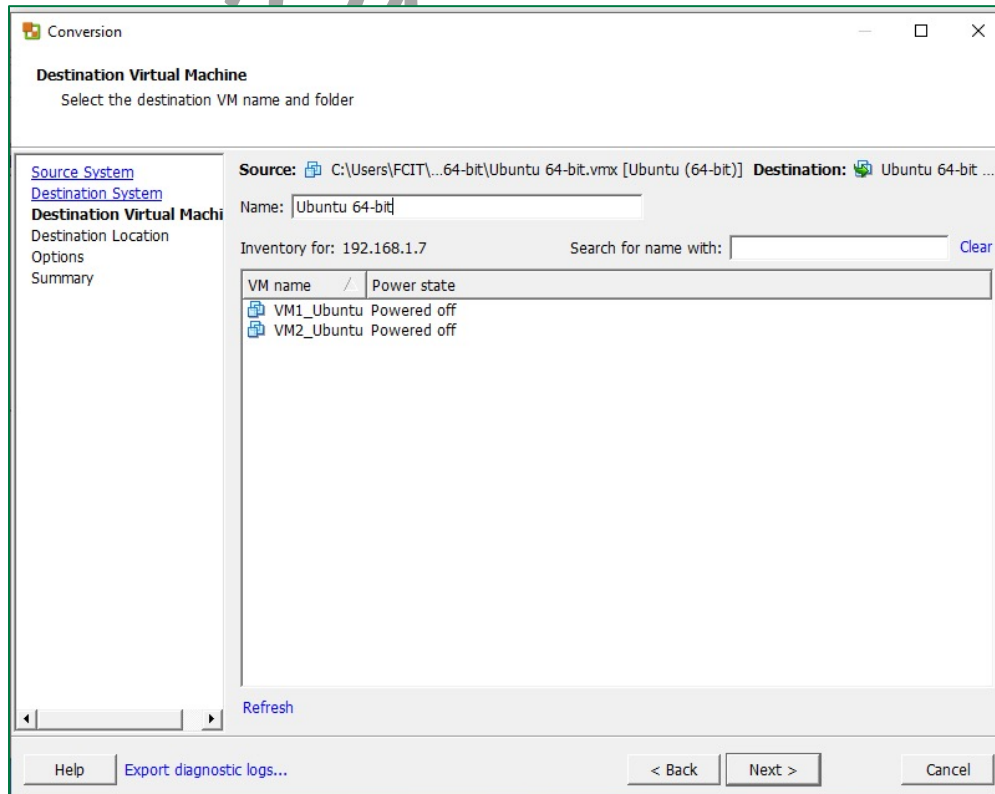 Conversion
Destination Virtual Machine
Select the destination VM name and folder
Source System
Destination System
Destination Virtual Machi
Destination Location
Options
Summary
Source: C:\Users\FCIT\...64-bit\Ubuntu 64-bit.vmx [Ubuntu (64-bit)] Destination: Ubuntu 64-bit ...
Name: Ubuntu 64-bit
Inventory for: 192.168.1.7 Search for name with: Clear
VM name Power state
VM1_Ubuntu Powered off
VM2_Ubuntu Powered off
Refresh
Help Export diagnostic logs... < Back Next > Cancel